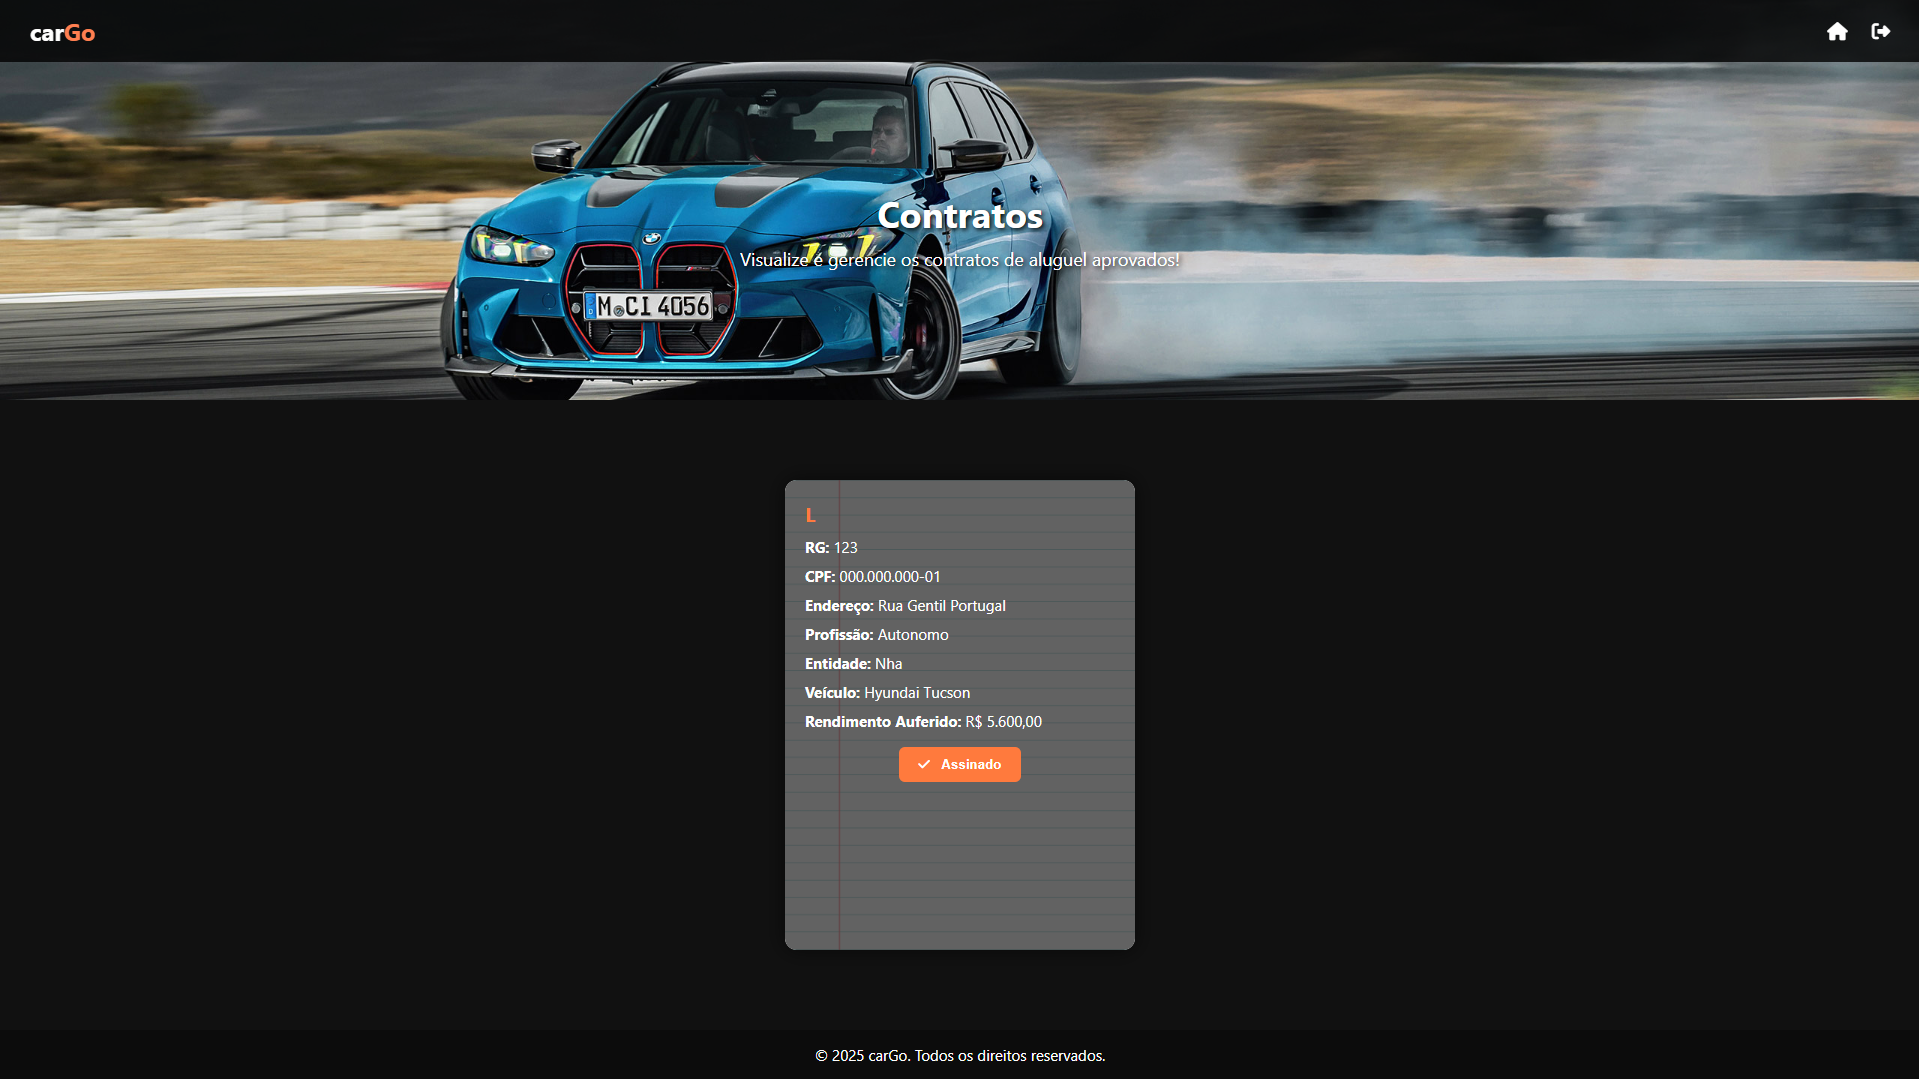 carGo
Contratos
Visualize e gerencie os contratos de aluguel aprovados!
M CI 4056
L
RG: 123
CPF: 000.000.000-01
Endereço: Rua Gentil Portugal
Profissão: Autonomo
Entidade: Nha
Veículo: Hyundai Tucson
Rendimento Auferido: R$ 5.600,00
Assinado
© 2025 carGo. Todos os direitos reservados.